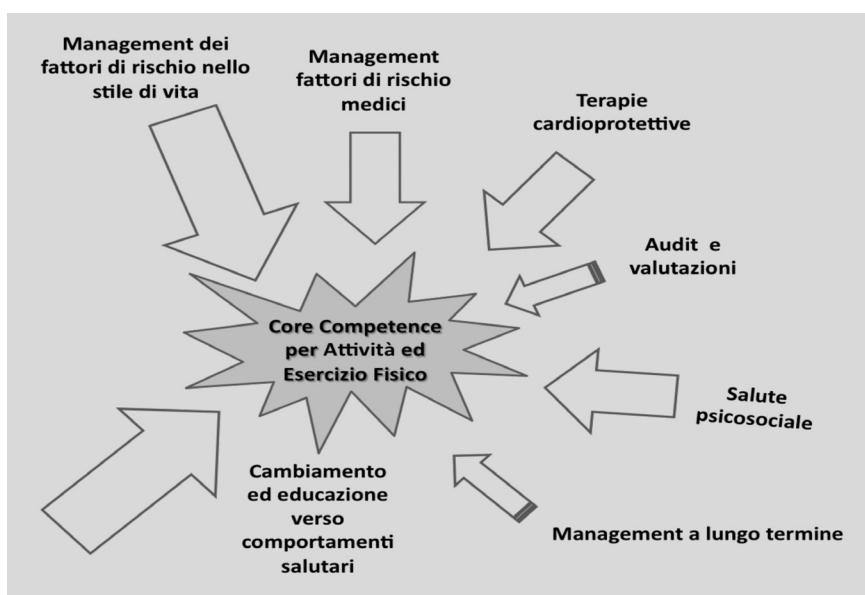 Management dei
fattori di rischio nello
stile di vita
Management
fattori di rischio
medici
Terapie
cardioprotettive
Audit e
valutazioni
Core Competence
per Attività ed
Esercizio Fisico
Salute
psicosociale
Cambiamento
ed educazione
verso
comportamenti
salutari
Management a lungo termine